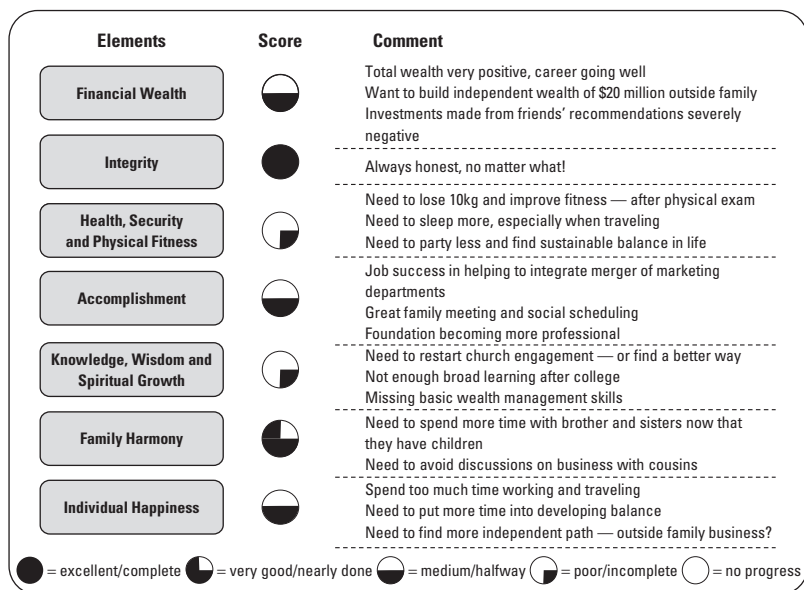 Elements Score Comment
Financial Wealth
Total wealth very positive, career going well
Want to build independent wealth of $20 million outside family
Investments made from friends' recommendations severely
negative
Integrity
Always honest, no matter what!
Health, Security
and Physical Fitness
Need to lose 10kg and improve fitness — after physical exam
Need to sleep more, especially when traveling
Need to party less and find sustainable balance in life
Accomplishment
Job success in helping to integrate merger of marketing
departments
Great family meeting and social scheduling
Foundation becoming more professional
Knowledge, Wisdom and
Spiritual Growth
Need to restart church engagement — or find a better way
Not enough broad learning after college
Missing basic wealth management skills
Family Harmony
Need to spend more time with brother and sisters now that
they have children
Need to avoid discussions on business with cousins
Individual Happiness
Spend too much time working and traveling
Need to put more time into developing balance
Need to find more independent path — outside family business?
= excellent/complete = very good/nearly done = medium/halfway = poor/incomplete = no progress